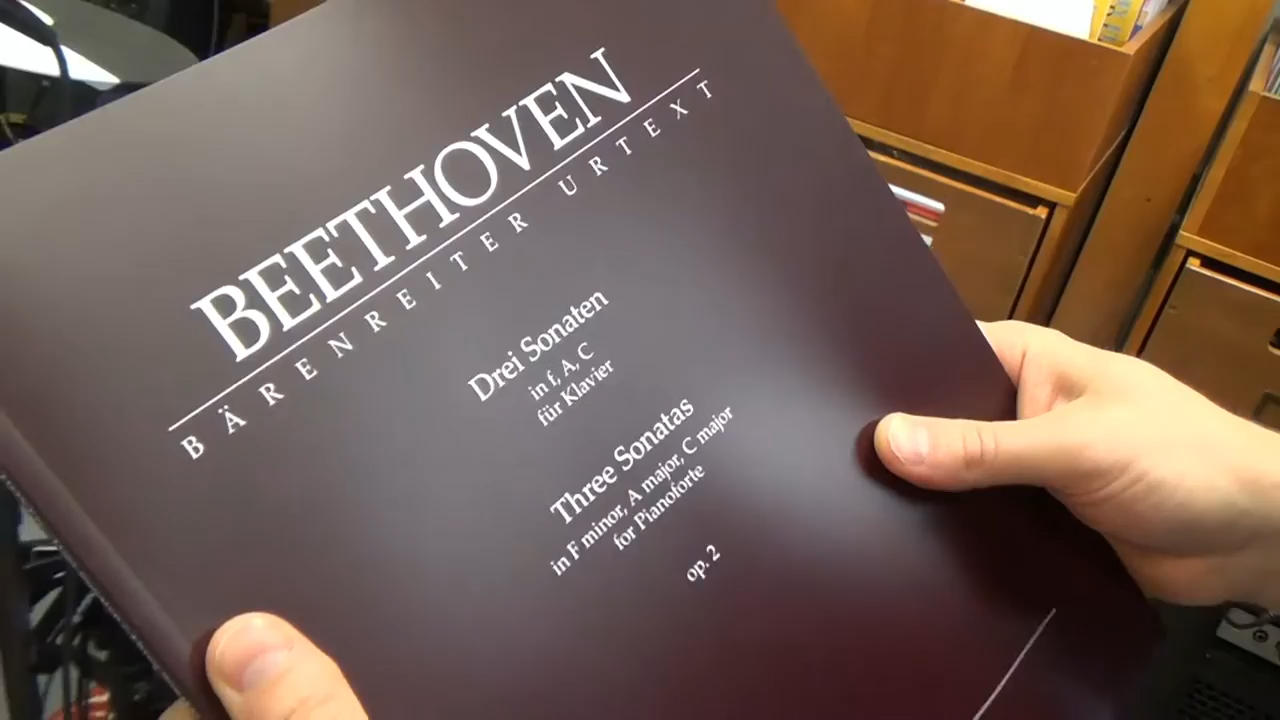 BEETHOVEN
BÄRENREITER URTEXT
Drei Sonaten
in f, A, C
für Klavier
Three Sonatas
in F minor, A major, C major
for Pianoforte
op. 2